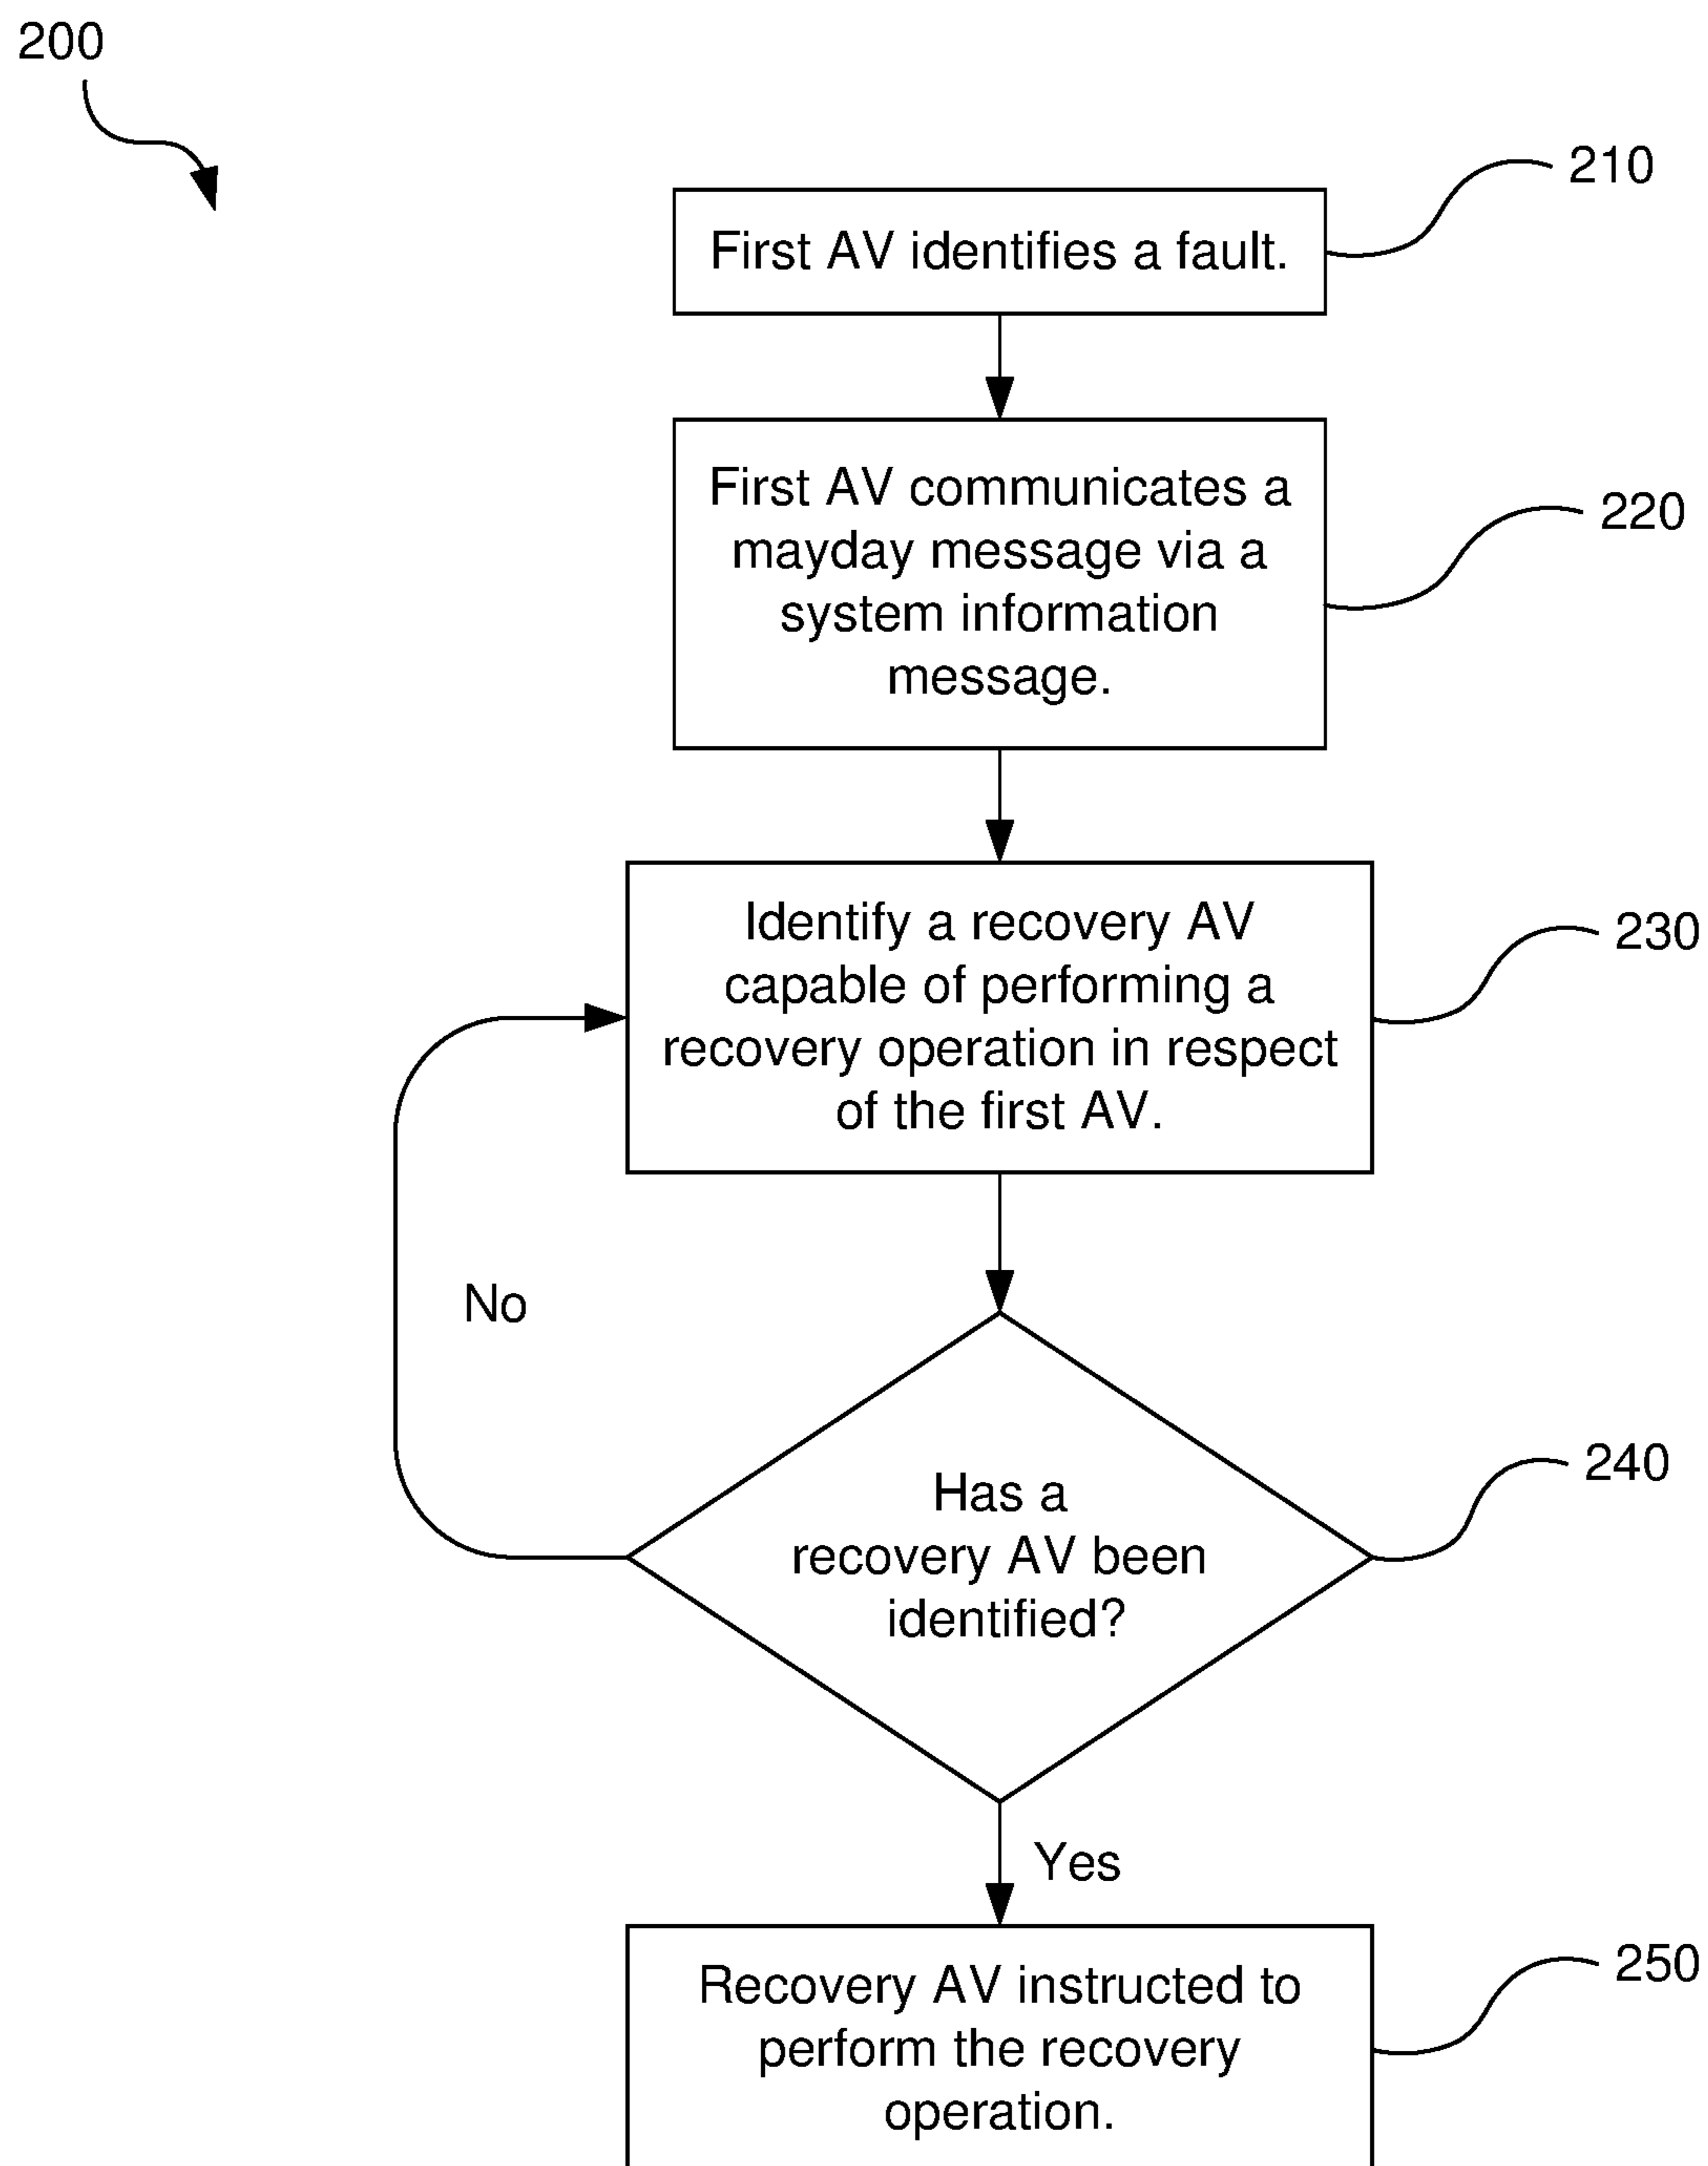 200
210
First AV identifies a fault.
First AV communicates a
mayday message via a
system information
message.
220
Identify a recovery AV
capable of performing a
recovery operation in respect
of the first AV.
230
No
Has a
recovery AV been
identified?
240
Yes
Recovery AV instructed to
perform the recovery
operation.
250